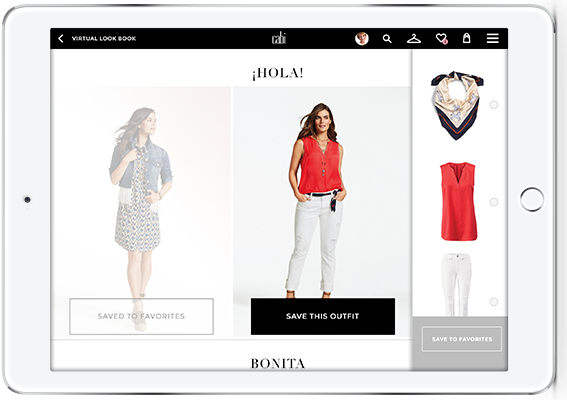 VIRTUAL LOOK BOOK
cabi
¡HOLA!
SAVED TO FAVORITES
SAVE THIS OUTFIT
SAVE TO FAVORITES
BONITA